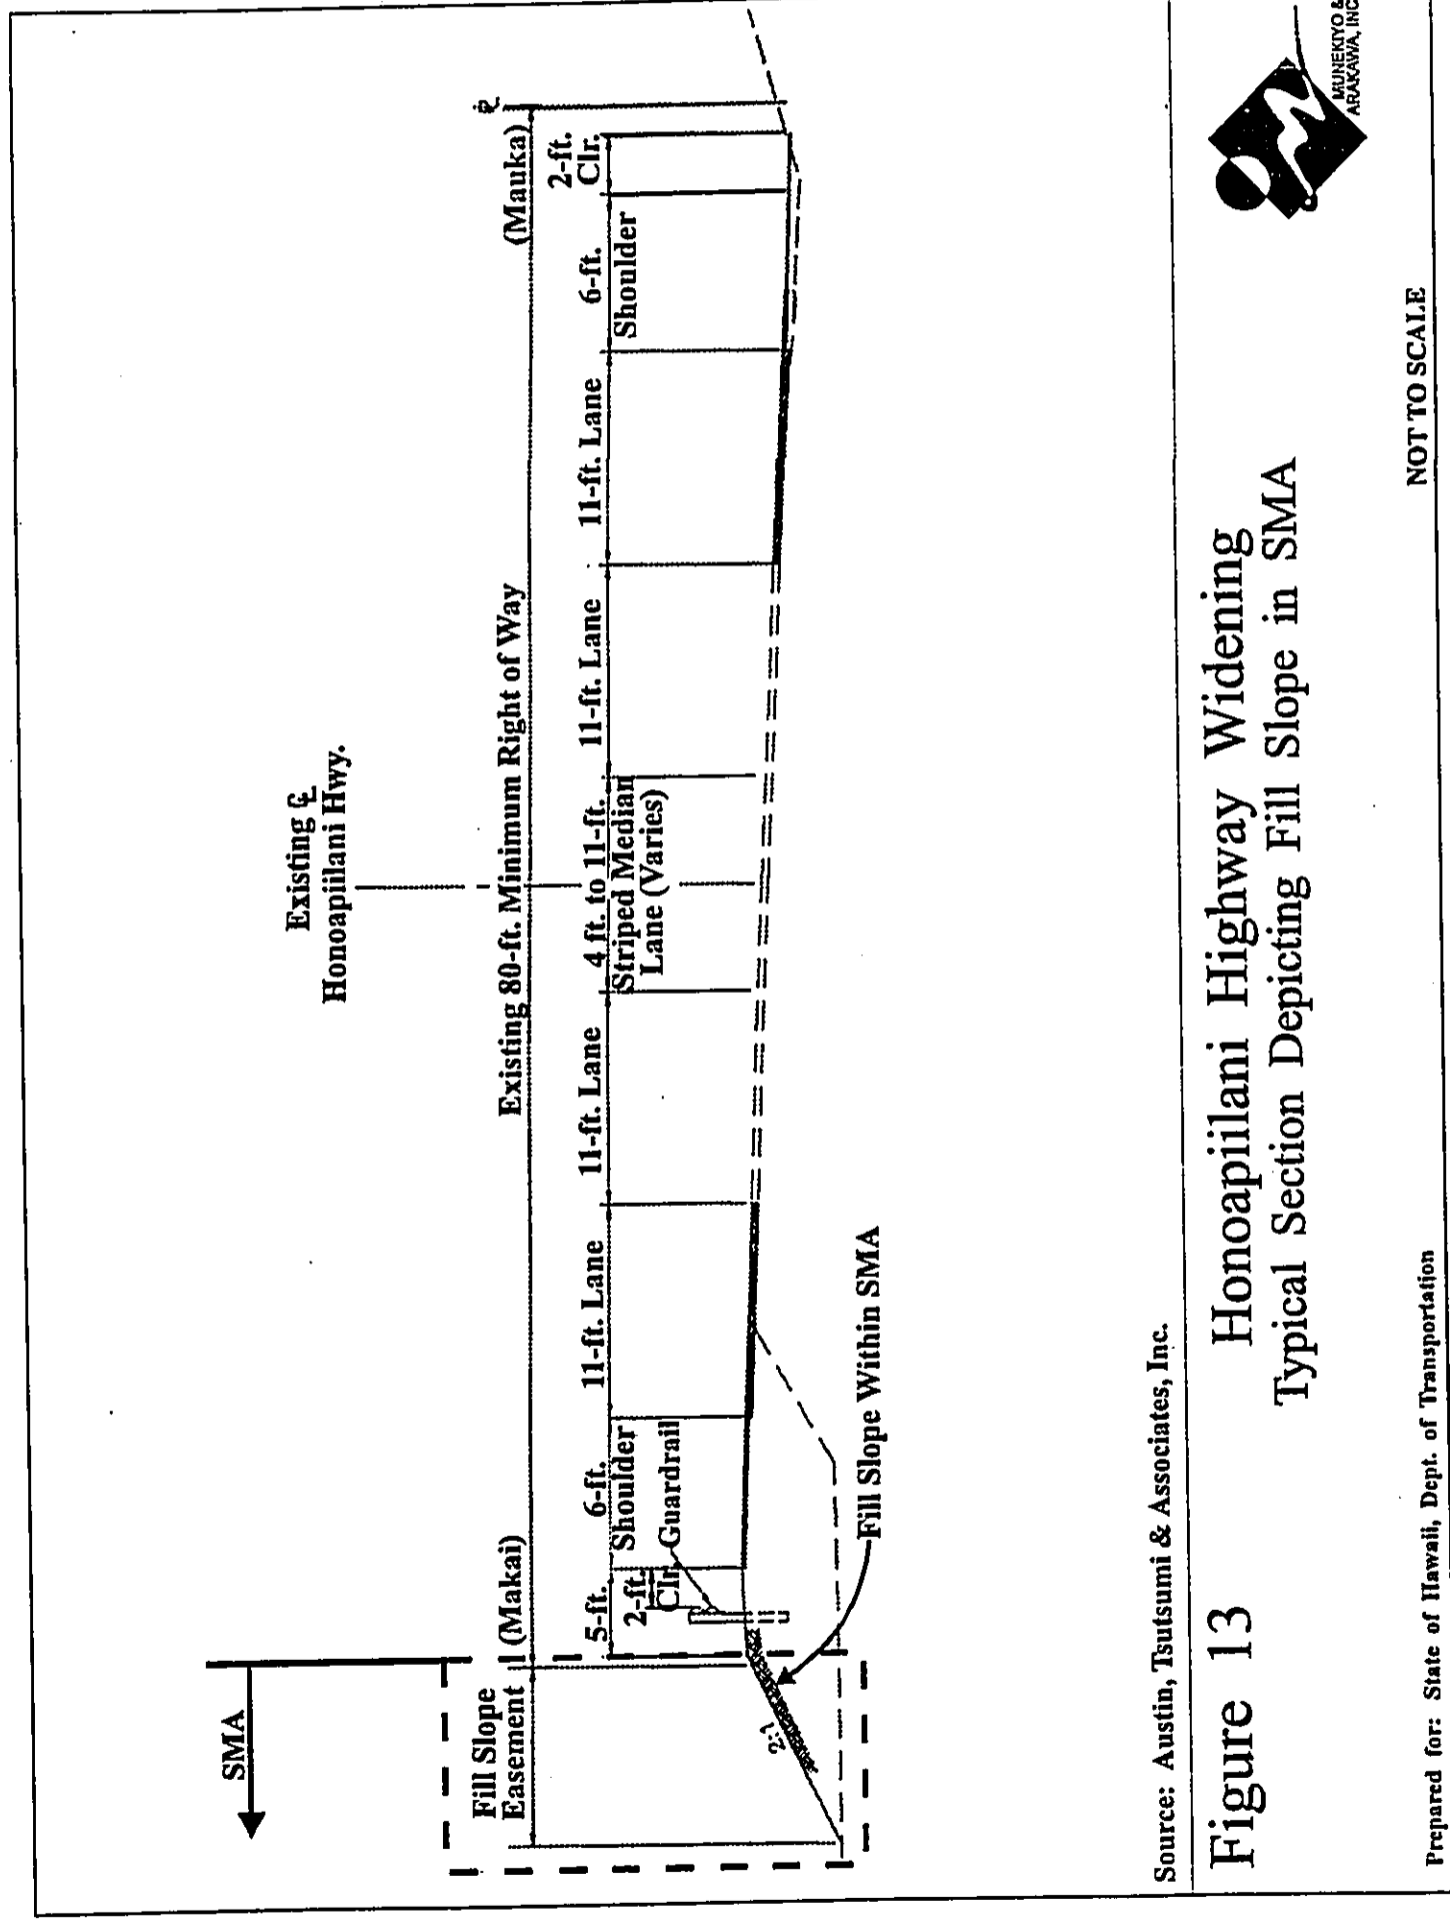 Existing ℄
Honoapiilani Hwy.
SMA
Fill Slope
Easement
(Makai)
Existing 80-ft. Minimum Right of Way
(Mauka)
℄
5-ft.
2-ft.
Clr.
Guardrail
6-ft.
Shoulder
11-ft. Lane
11-ft. Lane
4 ft. to 11-ft.
Striped Median
Lane (Varies)
11-ft. Lane
11-ft. Lane
6-ft.
Shoulder
2-ft.
Clr.
2:1
Fill Slope Within SMA
Source: Austin, Tsutsumi & Associates, Inc.
Figure 13
Honoapiilani Highway Widening
Typical Section Depicting Fill Slope in SMA
NOT TO SCALE
Prepared for: State of Hawaii, Dept. of Transportation
MUNEKIYO &
ARAKAWA, INC